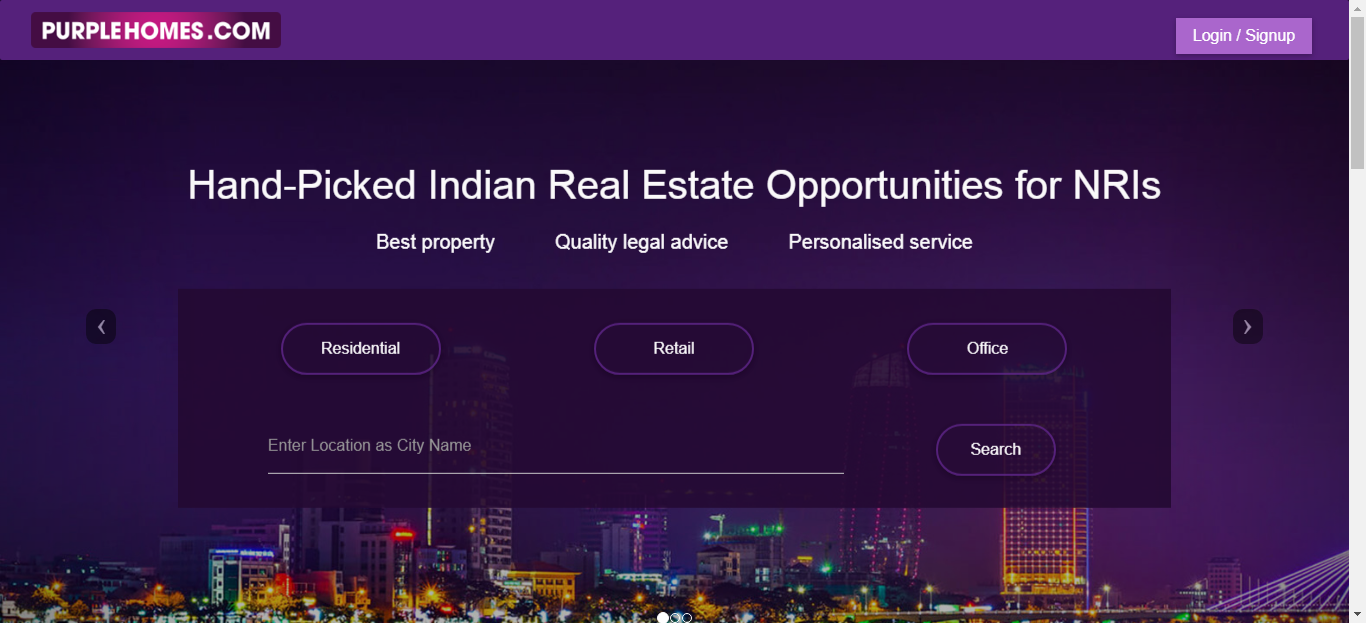 PURPLEHOMES.COM
Login / Signup
Hand-Picked Indian Real Estate Opportunities for NRIs
Best property Quality legal advice Personalised service
Residential Retail Office
Enter Location as City Name
Search